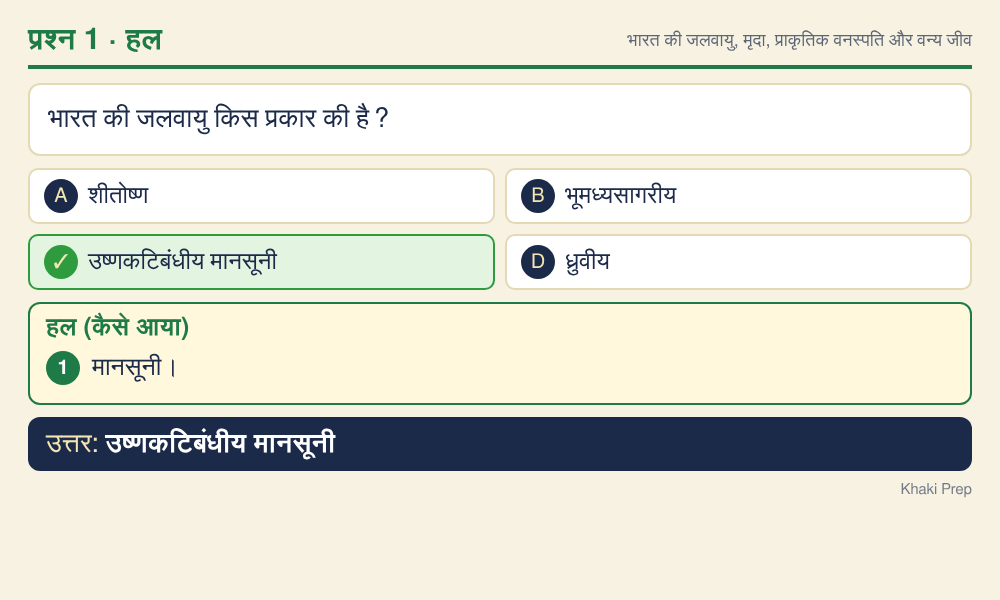 प्रश्न 1 · हल
भारत की जलवायु, मृदा, प्राकृतिक वनस्पति और वन्य जीव
भारत की जलवायु किस प्रकार की है ?
A शीतोष्ण
B भूमध्यसागरीय
✓ उष्णकटिबंधीय मानसूनी
D ध्रुवीय
हल (कैसे आया)
1 मानसूनी ।
उत्तर: उष्णकटिबंधीय मानसूनी
Khaki Prep